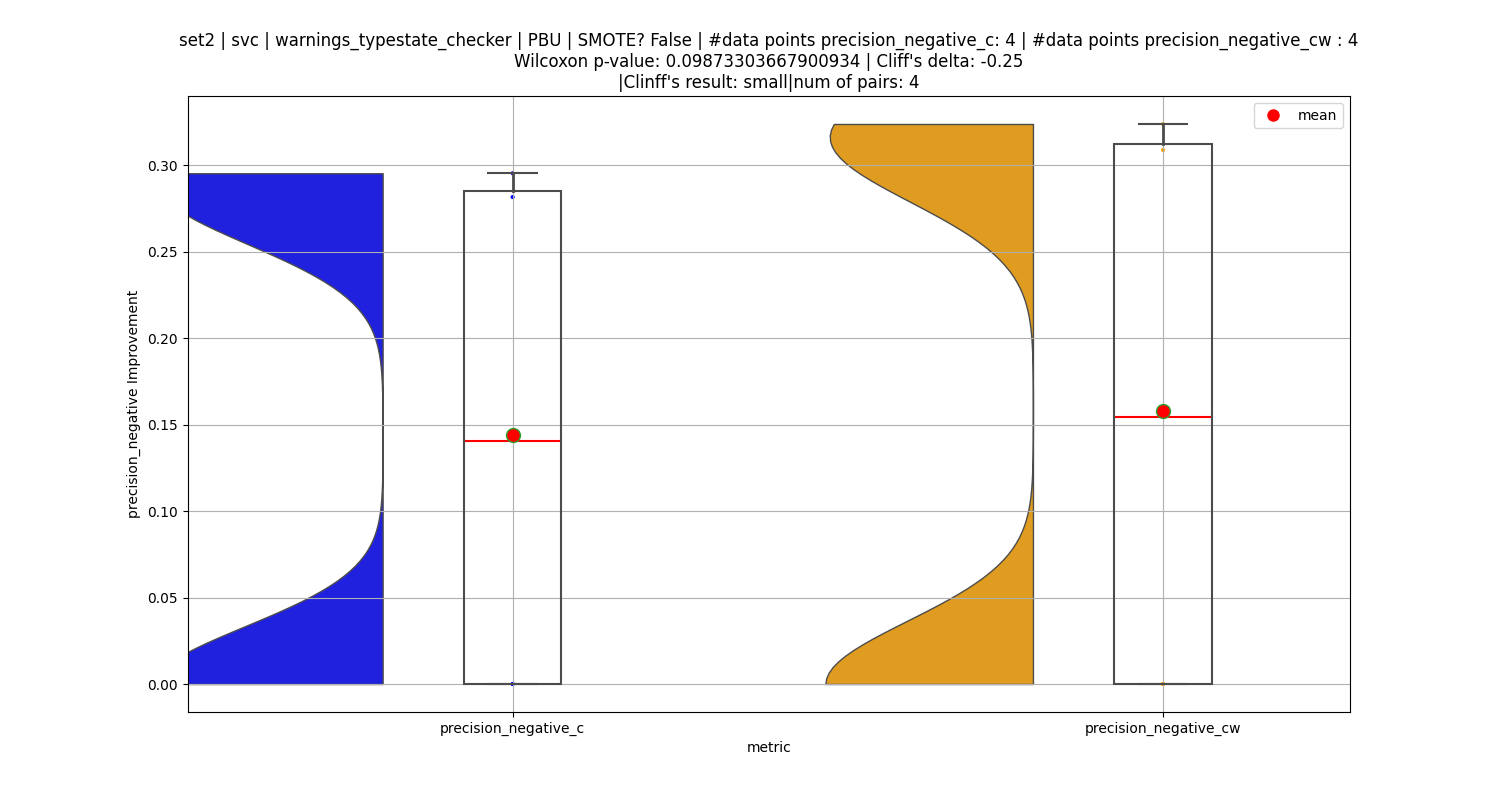 set2 | svc | warnings_typestate_checker | PBU | SMOTE? False | #data points precision_negative_c: 4 | #data points precision_negative_cw : 4
Wilcoxon p-value: 0.09873303667900934 | Cliff's delta: -0.25
|Clinff's result: small|num of pairs: 4
mean
0.30
0.25
0.20
0.15
0.10
0.05
0.00
precision_negative Improvement
precision_negative_c
precision_negative_cw
metric